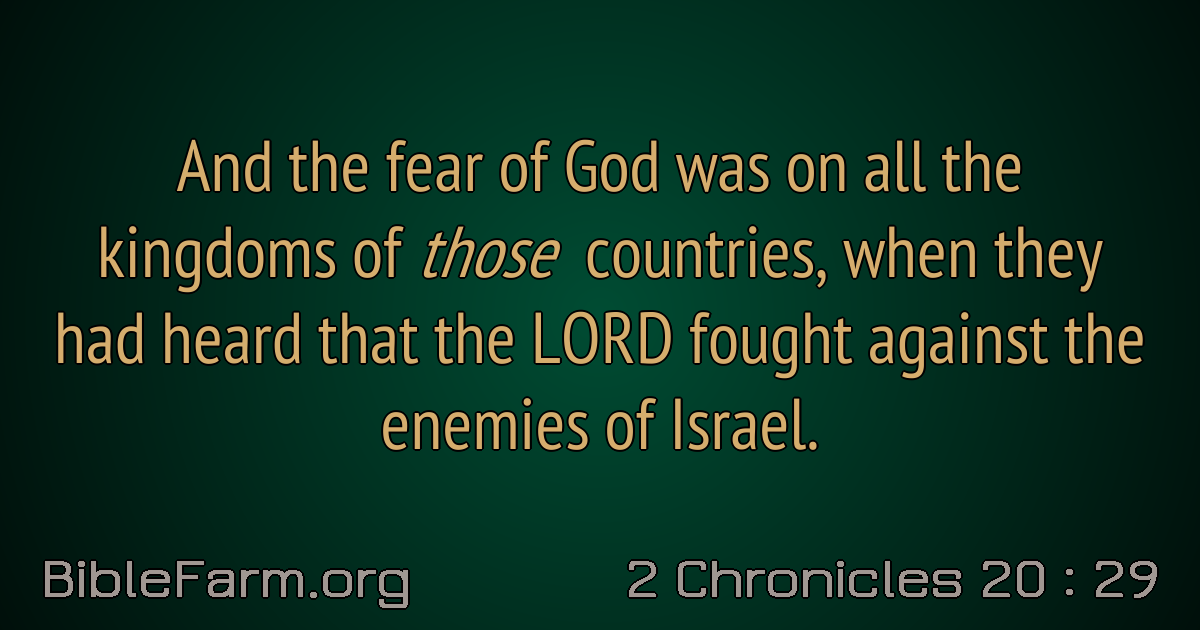 And the fear of God was on all the
kingdoms of those countries, when they
had heard that the LORD fought against the
enemies of Israel.
BibleFarm.org
2 Chronicles 20 : 29